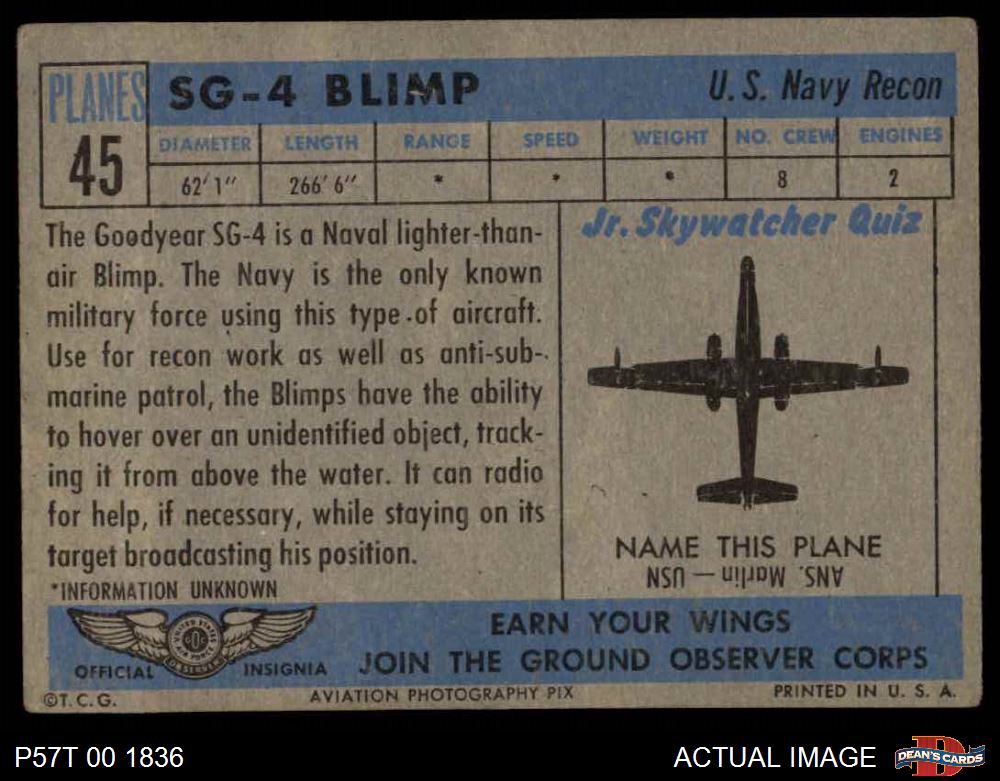 PLANES
45
SG-4 BLIMP
U.S. Navy Recon
DIAMETER LENGTH RANGE SPEED WEIGHT NO. CREW ENGINES
62' 1" 266' 6" * * * 8 2
The Goodyear SG-4 is a Naval lighter-than-
air Blimp. The Navy is the only known
military force using this type of aircraft.
Use for recon work as well as anti-sub-
marine patrol, the Blimps have the ability
to hover over an unidentified object, track-
ing it from above the water. It can radio
for help, if necessary, while staying on its
target broadcasting his position.
*INFORMATION UNKNOWN
Jr. Skywatcher Quiz
NAME THIS PLANE
ANS. Marlin — USN
OFFICIAL INSIGNIA
EARN YOUR WINGS
JOIN THE GROUND OBSERVER CORPS
©T.C.G.
AVIATION PHOTOGRAPHY PIX
PRINTED IN U. S. A.
P57T 00 1836
ACTUAL IMAGE
DEAN'S CARDS